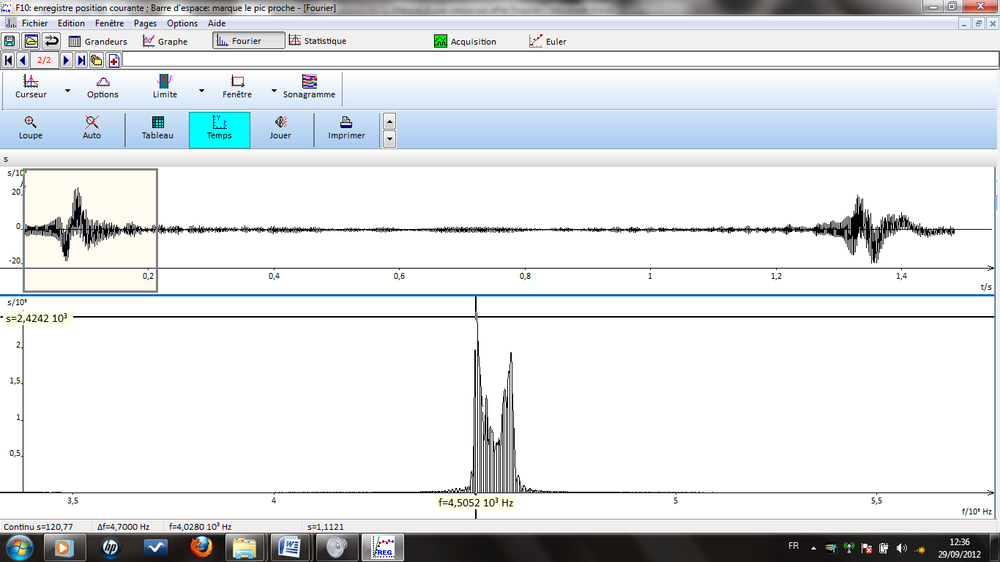 F10: enregistre position courante ; Barre d'espace: marque le pic proche - [Fourier]
Fichier Edition Fenêtre Pages Options Aide
Grandeurs Graphe Fourier Statistique Acquisition Euler
2/2
Curseur Options Limite Fenêtre Sonagramme
Loupe Auto Tableau Temps Jouer Imprimer
s
s/10³
20
0
-20
0,2 0,4 0,6 0,8 1 1,2 1,4
t/s
s/10³
s=2,4242 10³
2
1,5
1
0,5
3,5 4 5 5,5
f=4,5052 10³ Hz
f/10³ Hz
Continu s=120,77 Δf=4,7000 Hz f=4,0280 10³ Hz s=1,1121
hp
REG
FR
12:36
29/09/2012